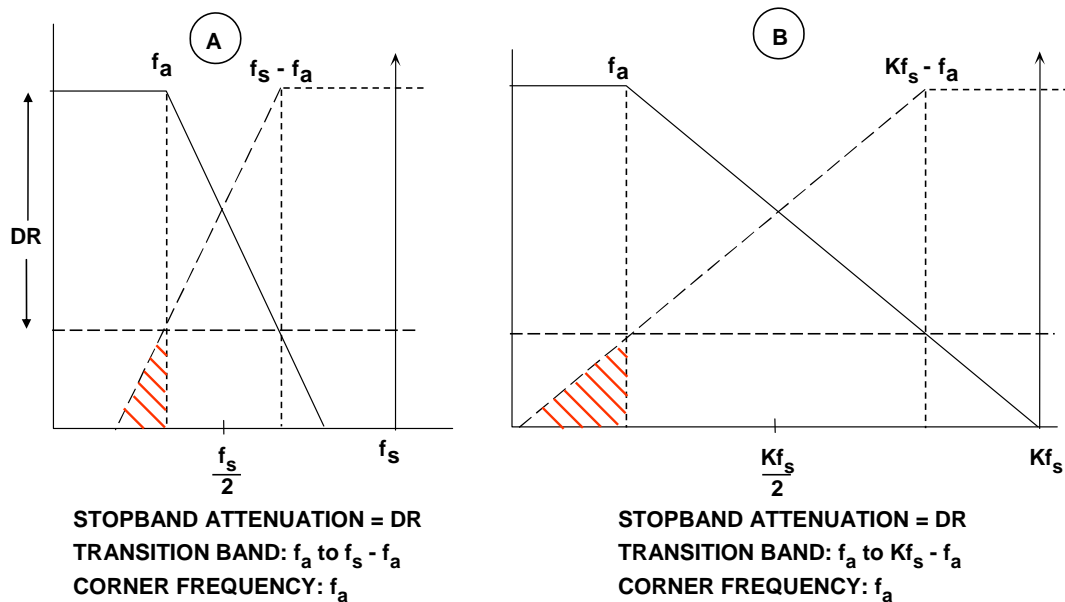 A
B
fa
fs - fa
fa
Kfs - fa
DR
fs
2
fs
Kfs
2
Kfs
STOPBAND ATTENUATION = DR
TRANSITION BAND: fa to fs - fa
CORNER FREQUENCY: fa
STOPBAND ATTENUATION = DR
TRANSITION BAND: fa to Kfs - fa
CORNER FREQUENCY: fa